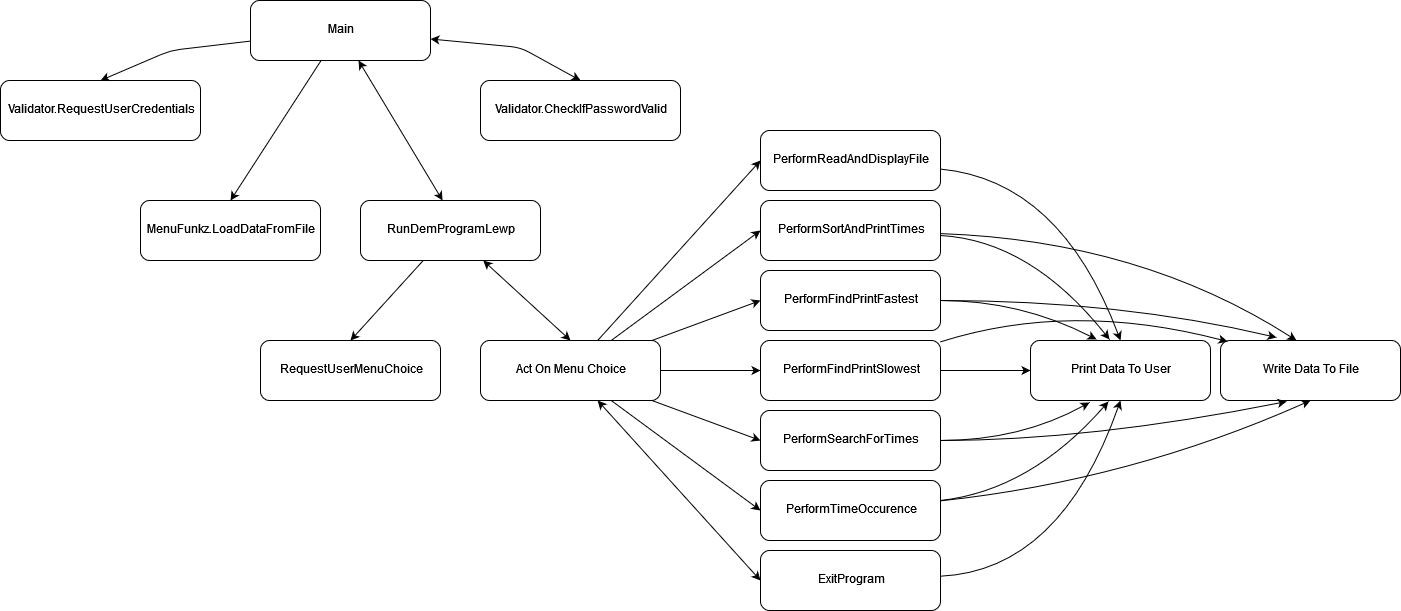 Main
Validator.RequestUserCredentials
Validator.CheckIfPasswordValid
MenuFunkz.LoadDataFromFile
RunDemProgramLewp
RequestUserMenuChoice
Act On Menu Choice
PerformReadAndDisplayFile
PerformSortAndPrintTimes
PerformFindPrintFastest
PerformFindPrintSlowest
PerformSearchForTimes
PerformTimeOccurence
ExitProgram
Print Data To User
Write Data To File